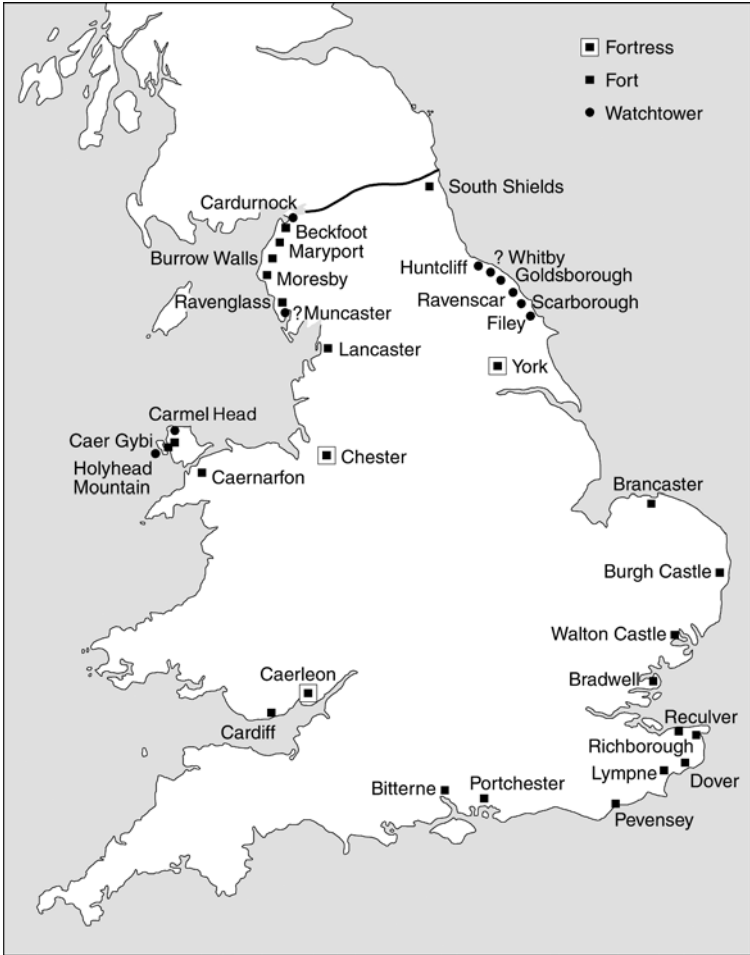 Fortress
Fort
Watchtower
South Shields
Cardurnock
Beckfoot
Maryport
Burrow Walls
Moresby
Ravenglass
?Muncaster
Lancaster
? Whitby
Huntcliff
Goldsborough
Ravenscar
Scarborough
Filey
York
Carmel Head
Caer Gybi
Holyhead
Mountain
Caernarfon
Chester
Brancaster
Burgh Castle
Walton Castle
Bradwell
Caerleon
Cardiff
Reculver
Richborough
Lympne
Dover
Bitterne
Portchester
Pevensey